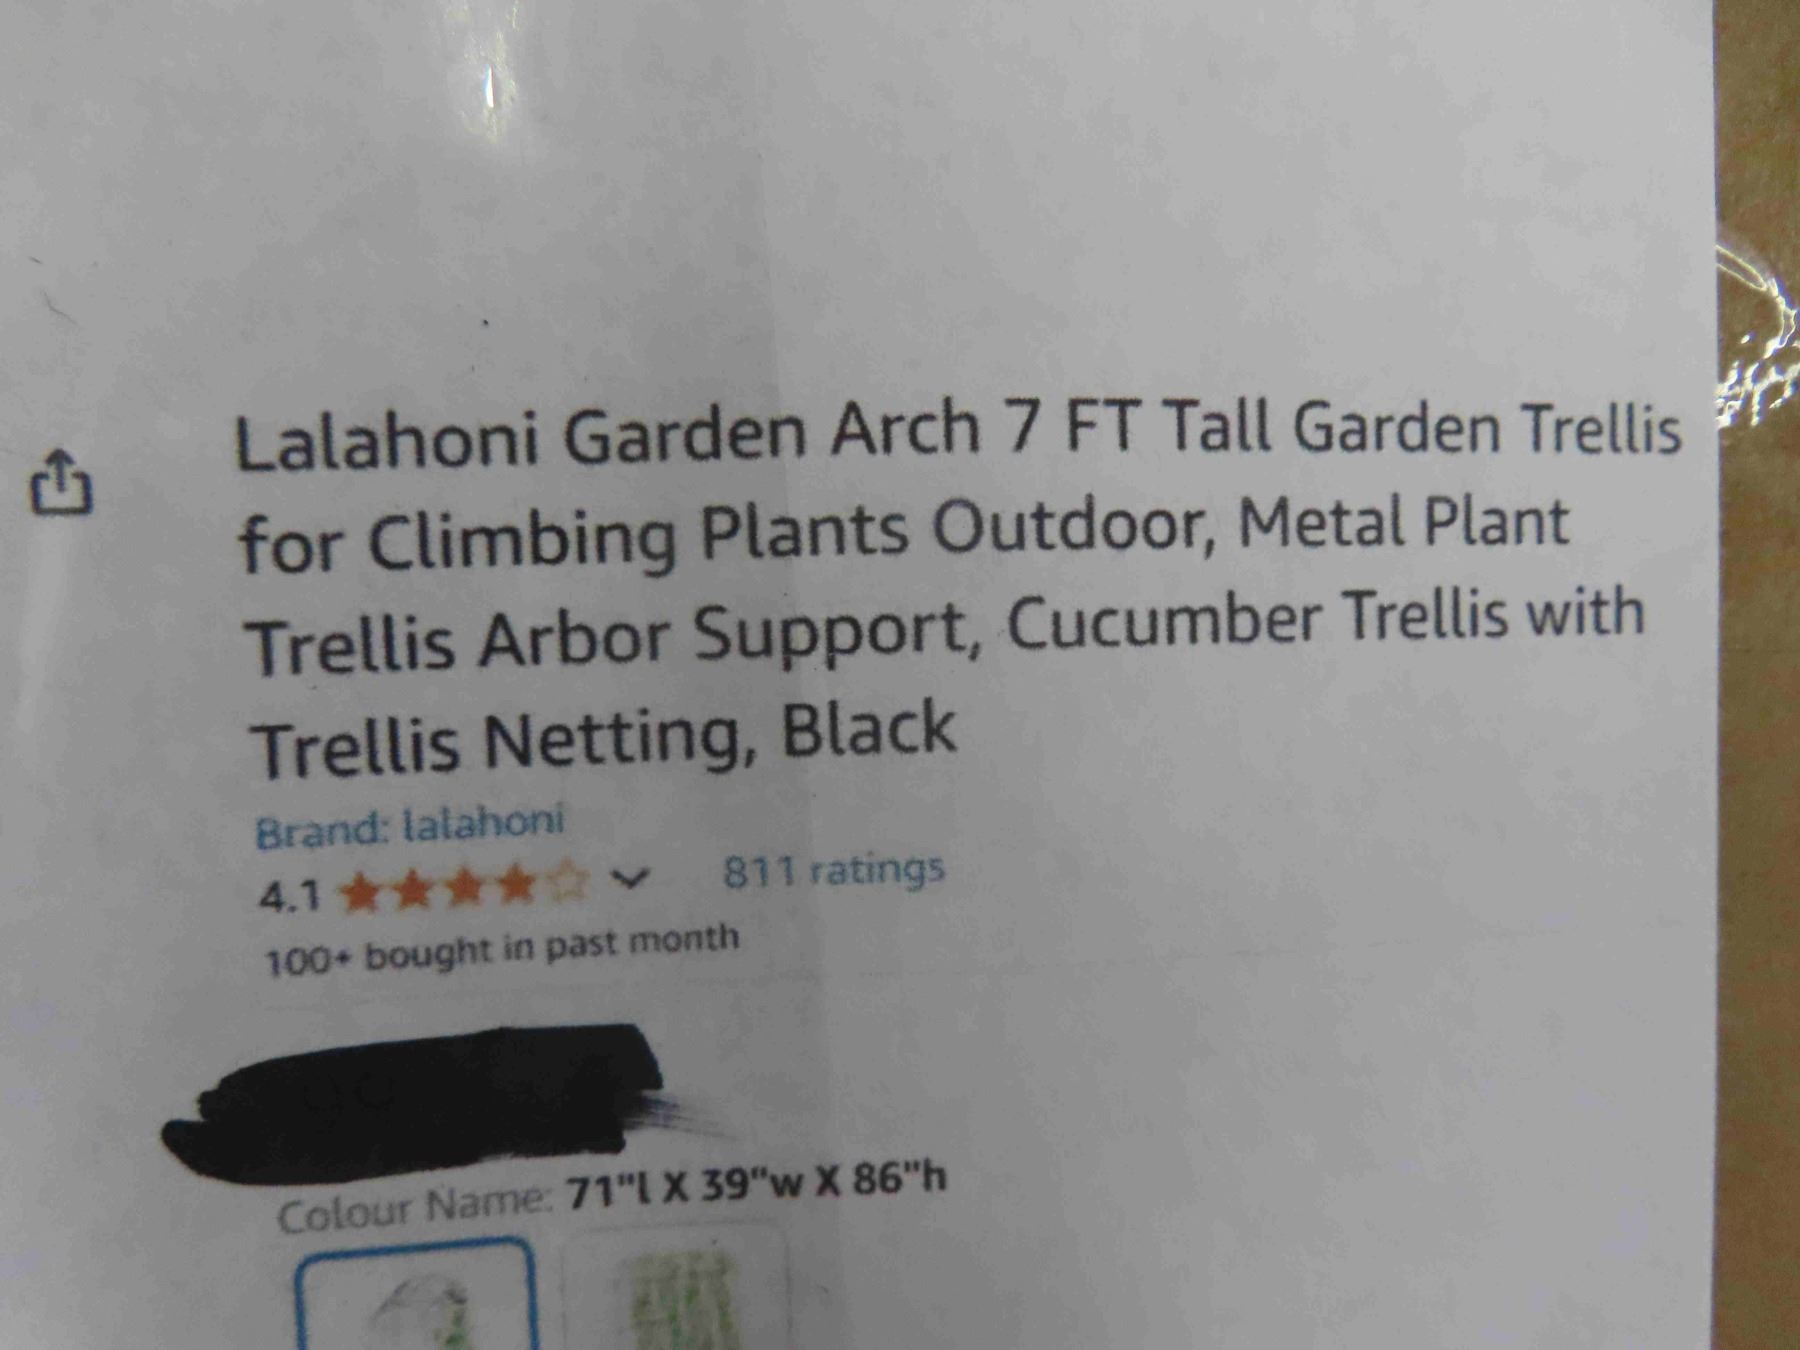 Lalahoni Garden Arch 7 FT Tall Garden Trellis
for Climbing Plants Outdoor, Metal Plant
Trellis Arbor Support, Cucumber Trellis with
Trellis Netting, Black
Brand: lalahoni
4.1 811 ratings
100+ bought in past month
Colour Name: 71"l X 39"w X 86"h